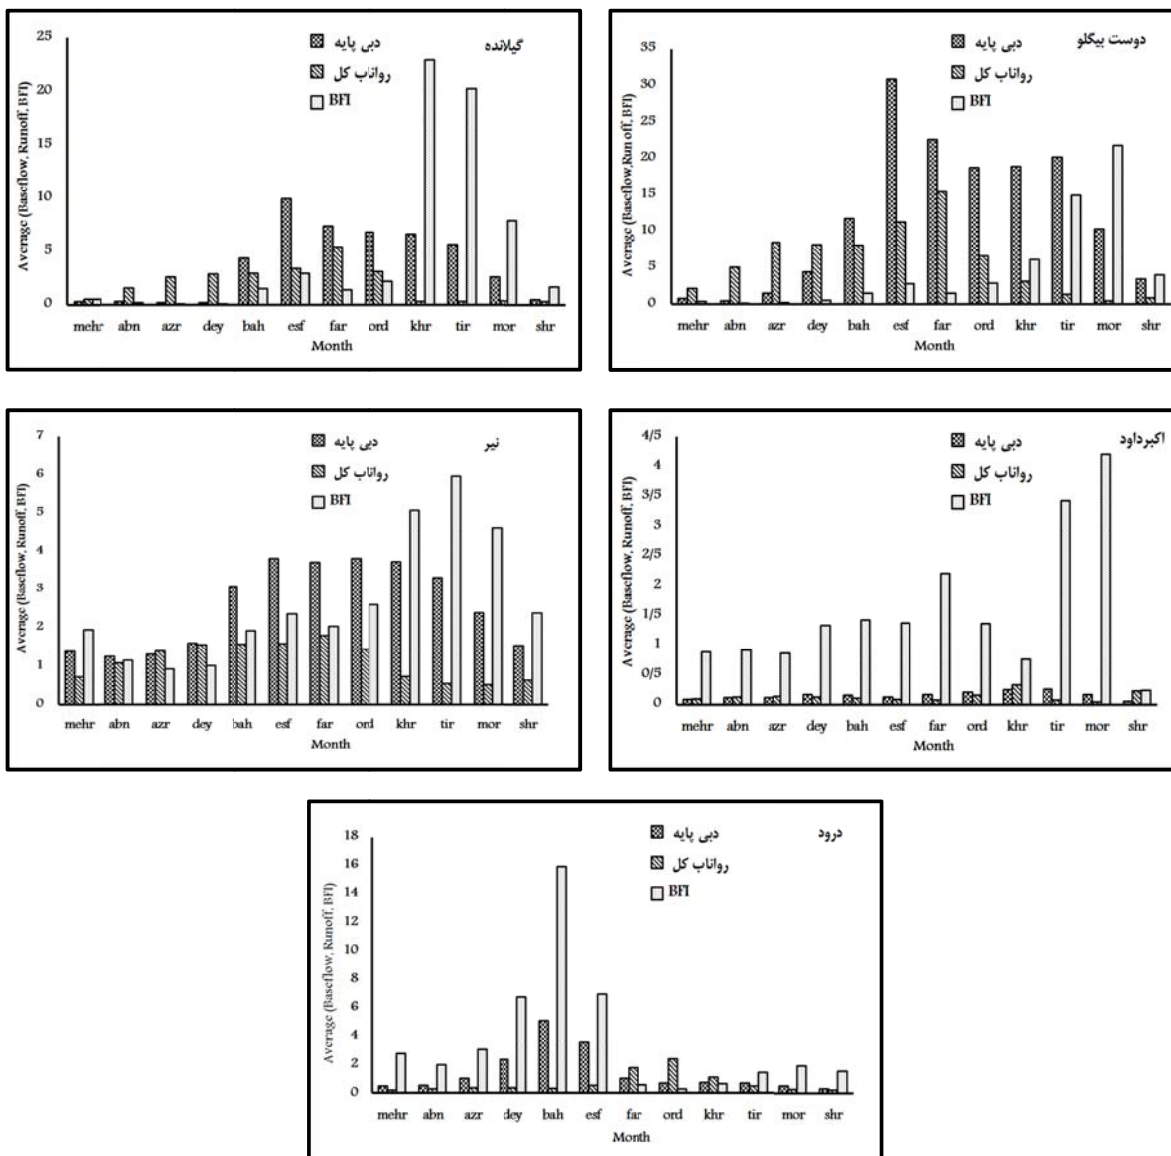 گیلانده
دبی پایه
رواناب کل
BFI
Average (Baseflow, Runoff, BFI)
25
20
15
10
5
0
mehr abn azr dey bah esf far ord khr tir mor shr
Month
دوست بیگلو
دبی پایه
رواناب کل
BFI
Average (Baseflow,Run off, BFI)
35
30
25
20
15
10
5
0
mehr abn azr dey bah esf far ord khr tir mor shr
Month
نیر
دبی پایه
رواناب کل
BFI
Average (Baseflow, Runoff, BFI)
7
6
5
4
3
2
1
0
mehr abn azr dey bah esf far ord khr tir mor shr
Month
اکبرداود
دبی پایه
رواناب کل
BFI
Average (Baseflow, Runoff, BFI)
4/5
4
3/5
3
2/5
2
1/5
1
0/5
0
mehr abn azr dey bah esf far ord khr tir mor shr
Month
درود
دبی پایه
رواناب کل
BFI
Average (Baseflow, Runoff, BFI)
18
16
14
12
10
8
6
4
2
0
mehr abn azr dey bah esf far ord khr tir mor shr
Month